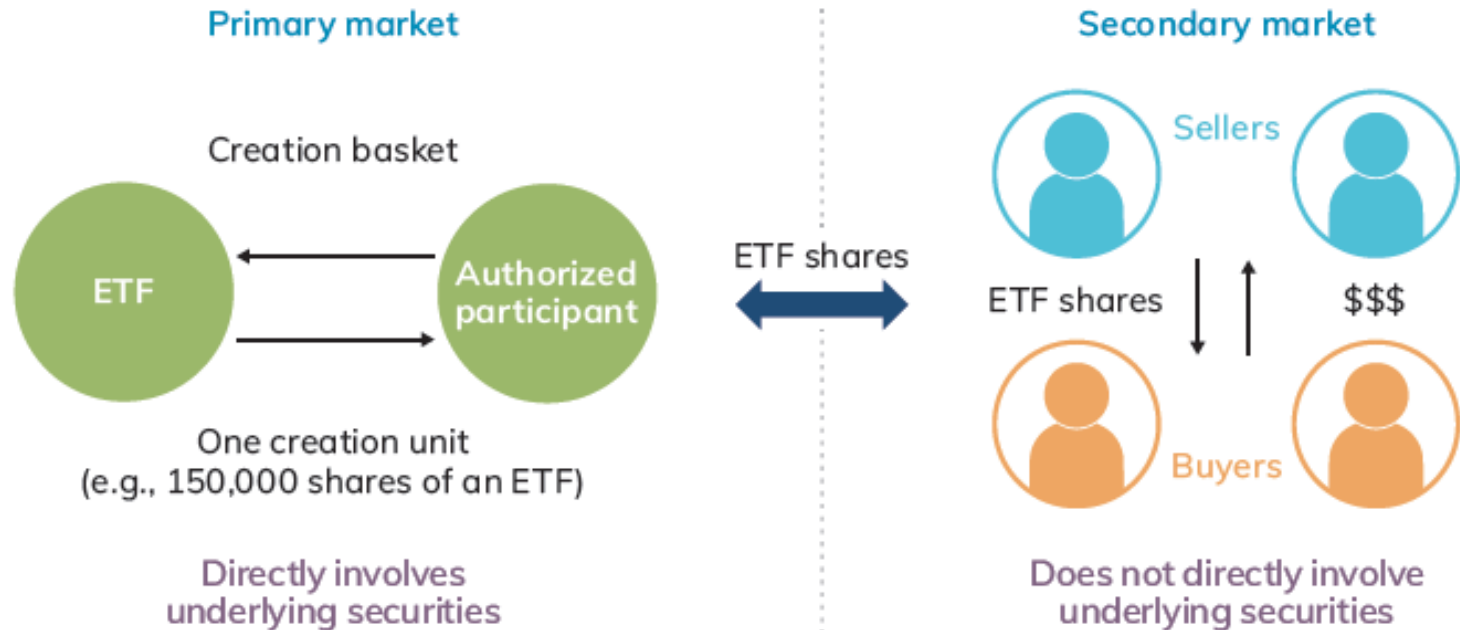 Primary market
Creation basket
ETF
Authorized
participant
One creation unit
(e.g., 150,000 shares of an ETF)
Directly involves
underlying securities
ETF shares
Secondary market
Sellers
ETF shares
$$$
Buyers
Does not directly involve
underlying securities